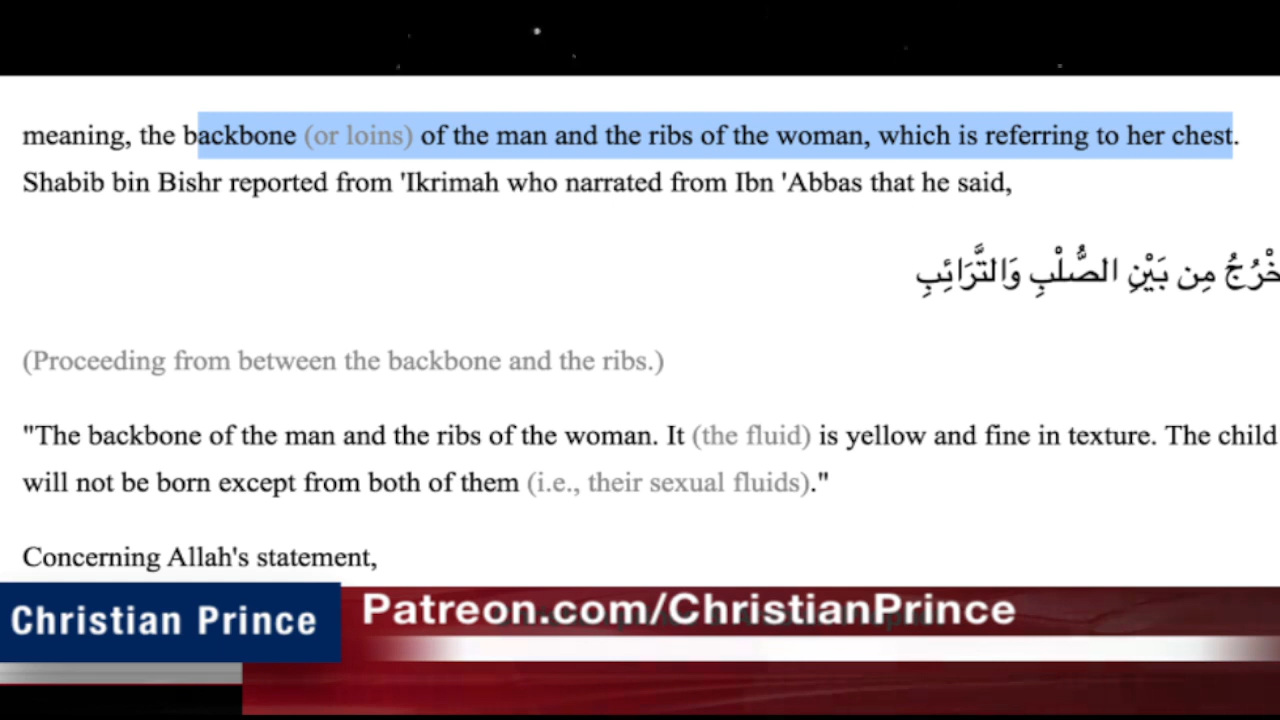 meaning, the backbone (or loins) of the man and the ribs of the woman, which is referring to her chest.
Shabib bin Bishr reported from 'Ikrimah who narrated from Ibn 'Abbas that he said,
خْرُجُ مِن بَيْنِ الصُّلْبِ وَالتَّرَائِبِ
(Proceeding from between the backbone and the ribs.)
"The backbone of the man and the ribs of the woman. It (the fluid) is yellow and fine in texture. The child
will not be born except from both of them (i.e., their sexual fluids)."
Concerning Allah's statement,
Christian Prince
Patreon.com/ChristianPrince